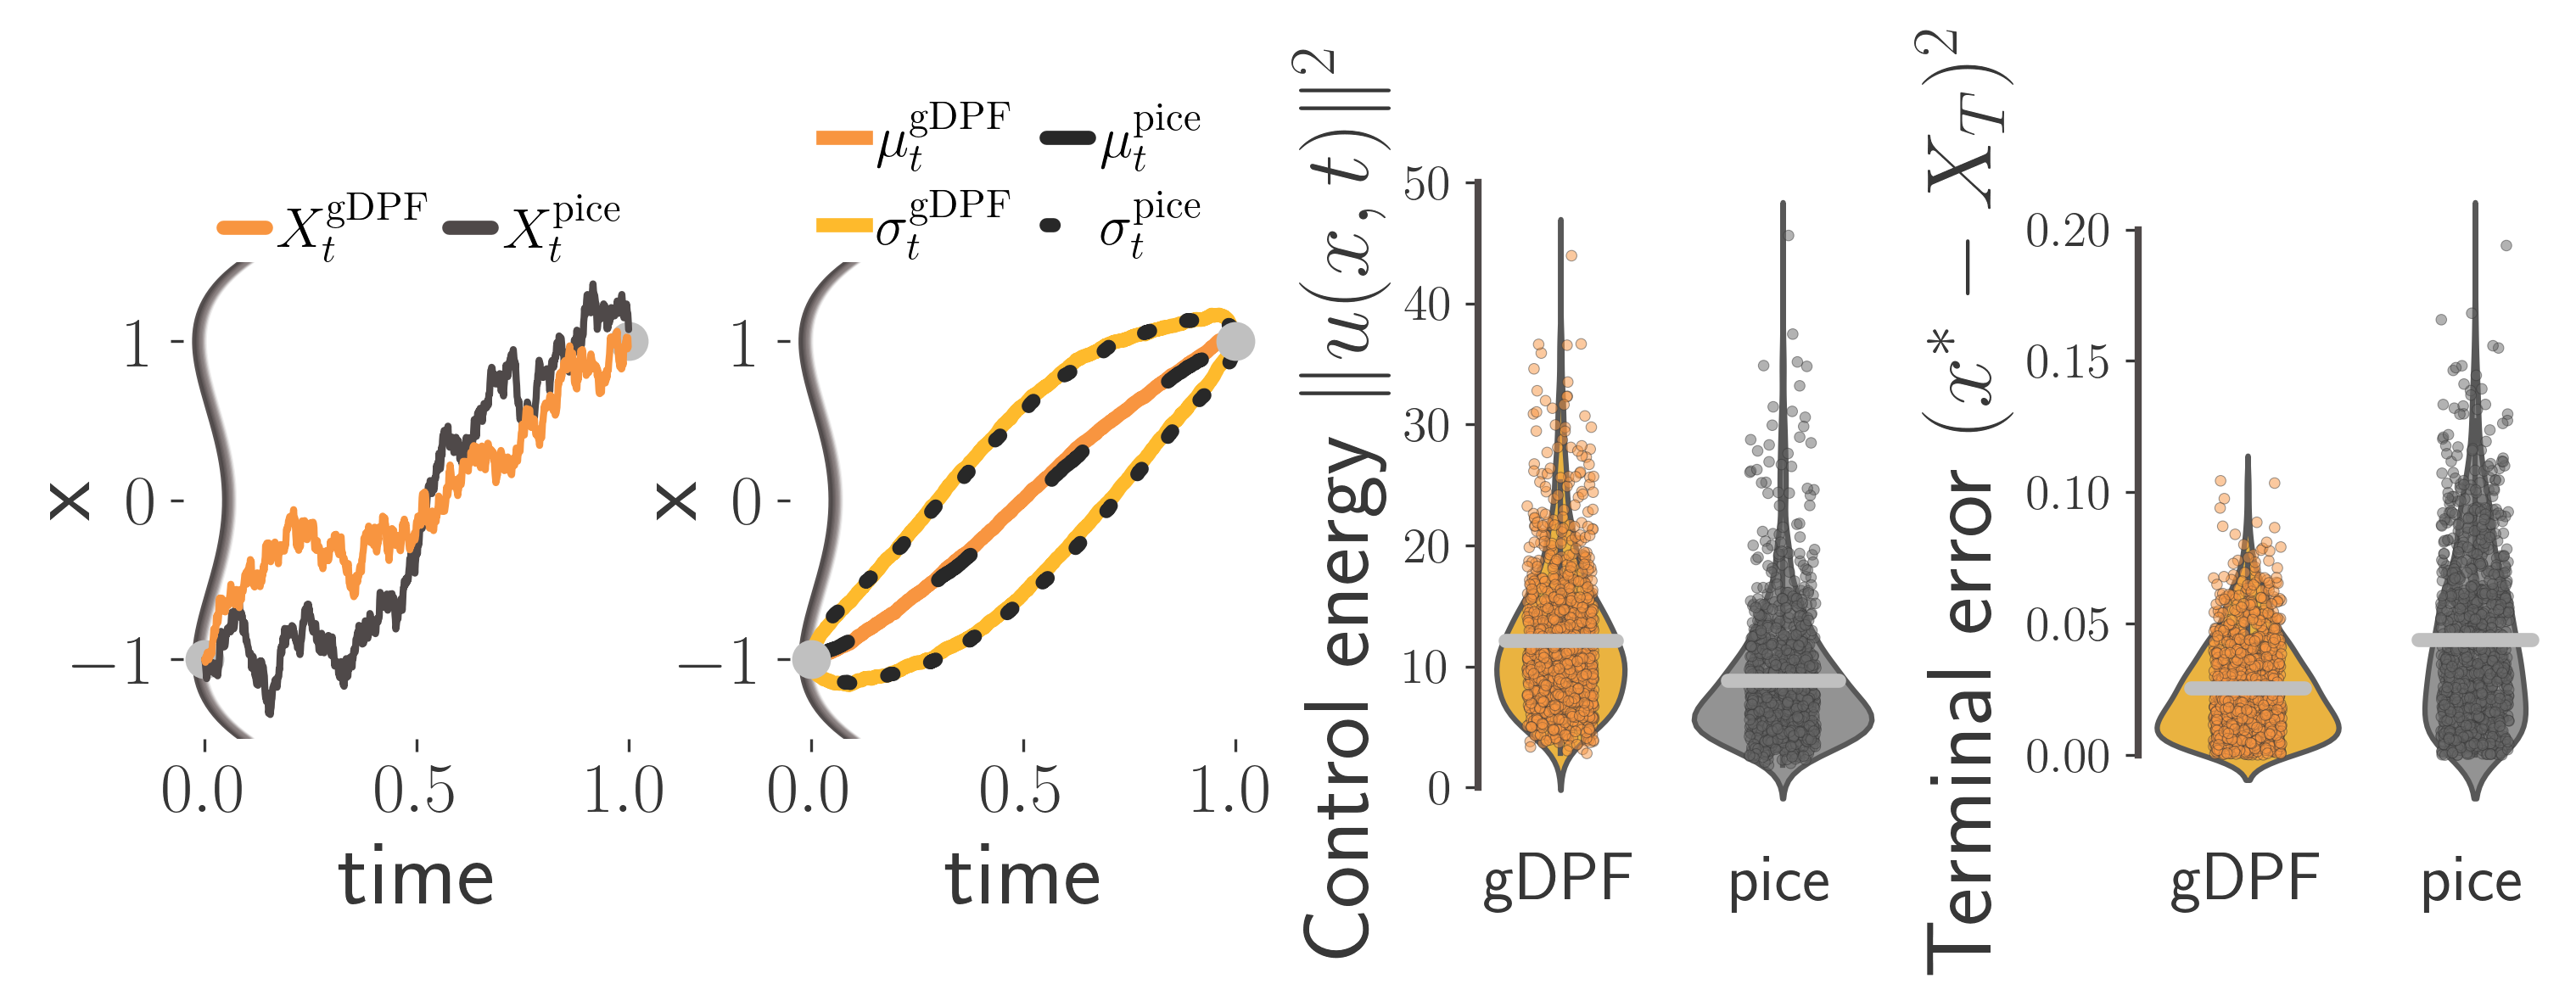 X_t^gDPF X_t^pice
x
1
0
−1
0.0 0.5 1.0
time
μ_t^gDPF μ_t^pice
σ_t^gDPF σ_t^pice
x
1
0
−1
0.0 0.5 1.0
time
Control energy ||u(x, t)||^2
50
40
30
20
10
0
gDPF pice
Terminal error (x* − X_T)^2
0.20
0.15
0.10
0.05
0.00
gDPF pice